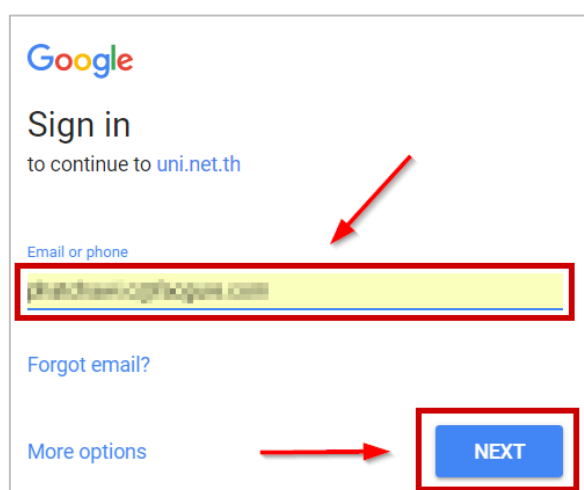 Google
Sign in
to continue to uni.net.th
Email or phone
Forgot email?
More options
NEXT